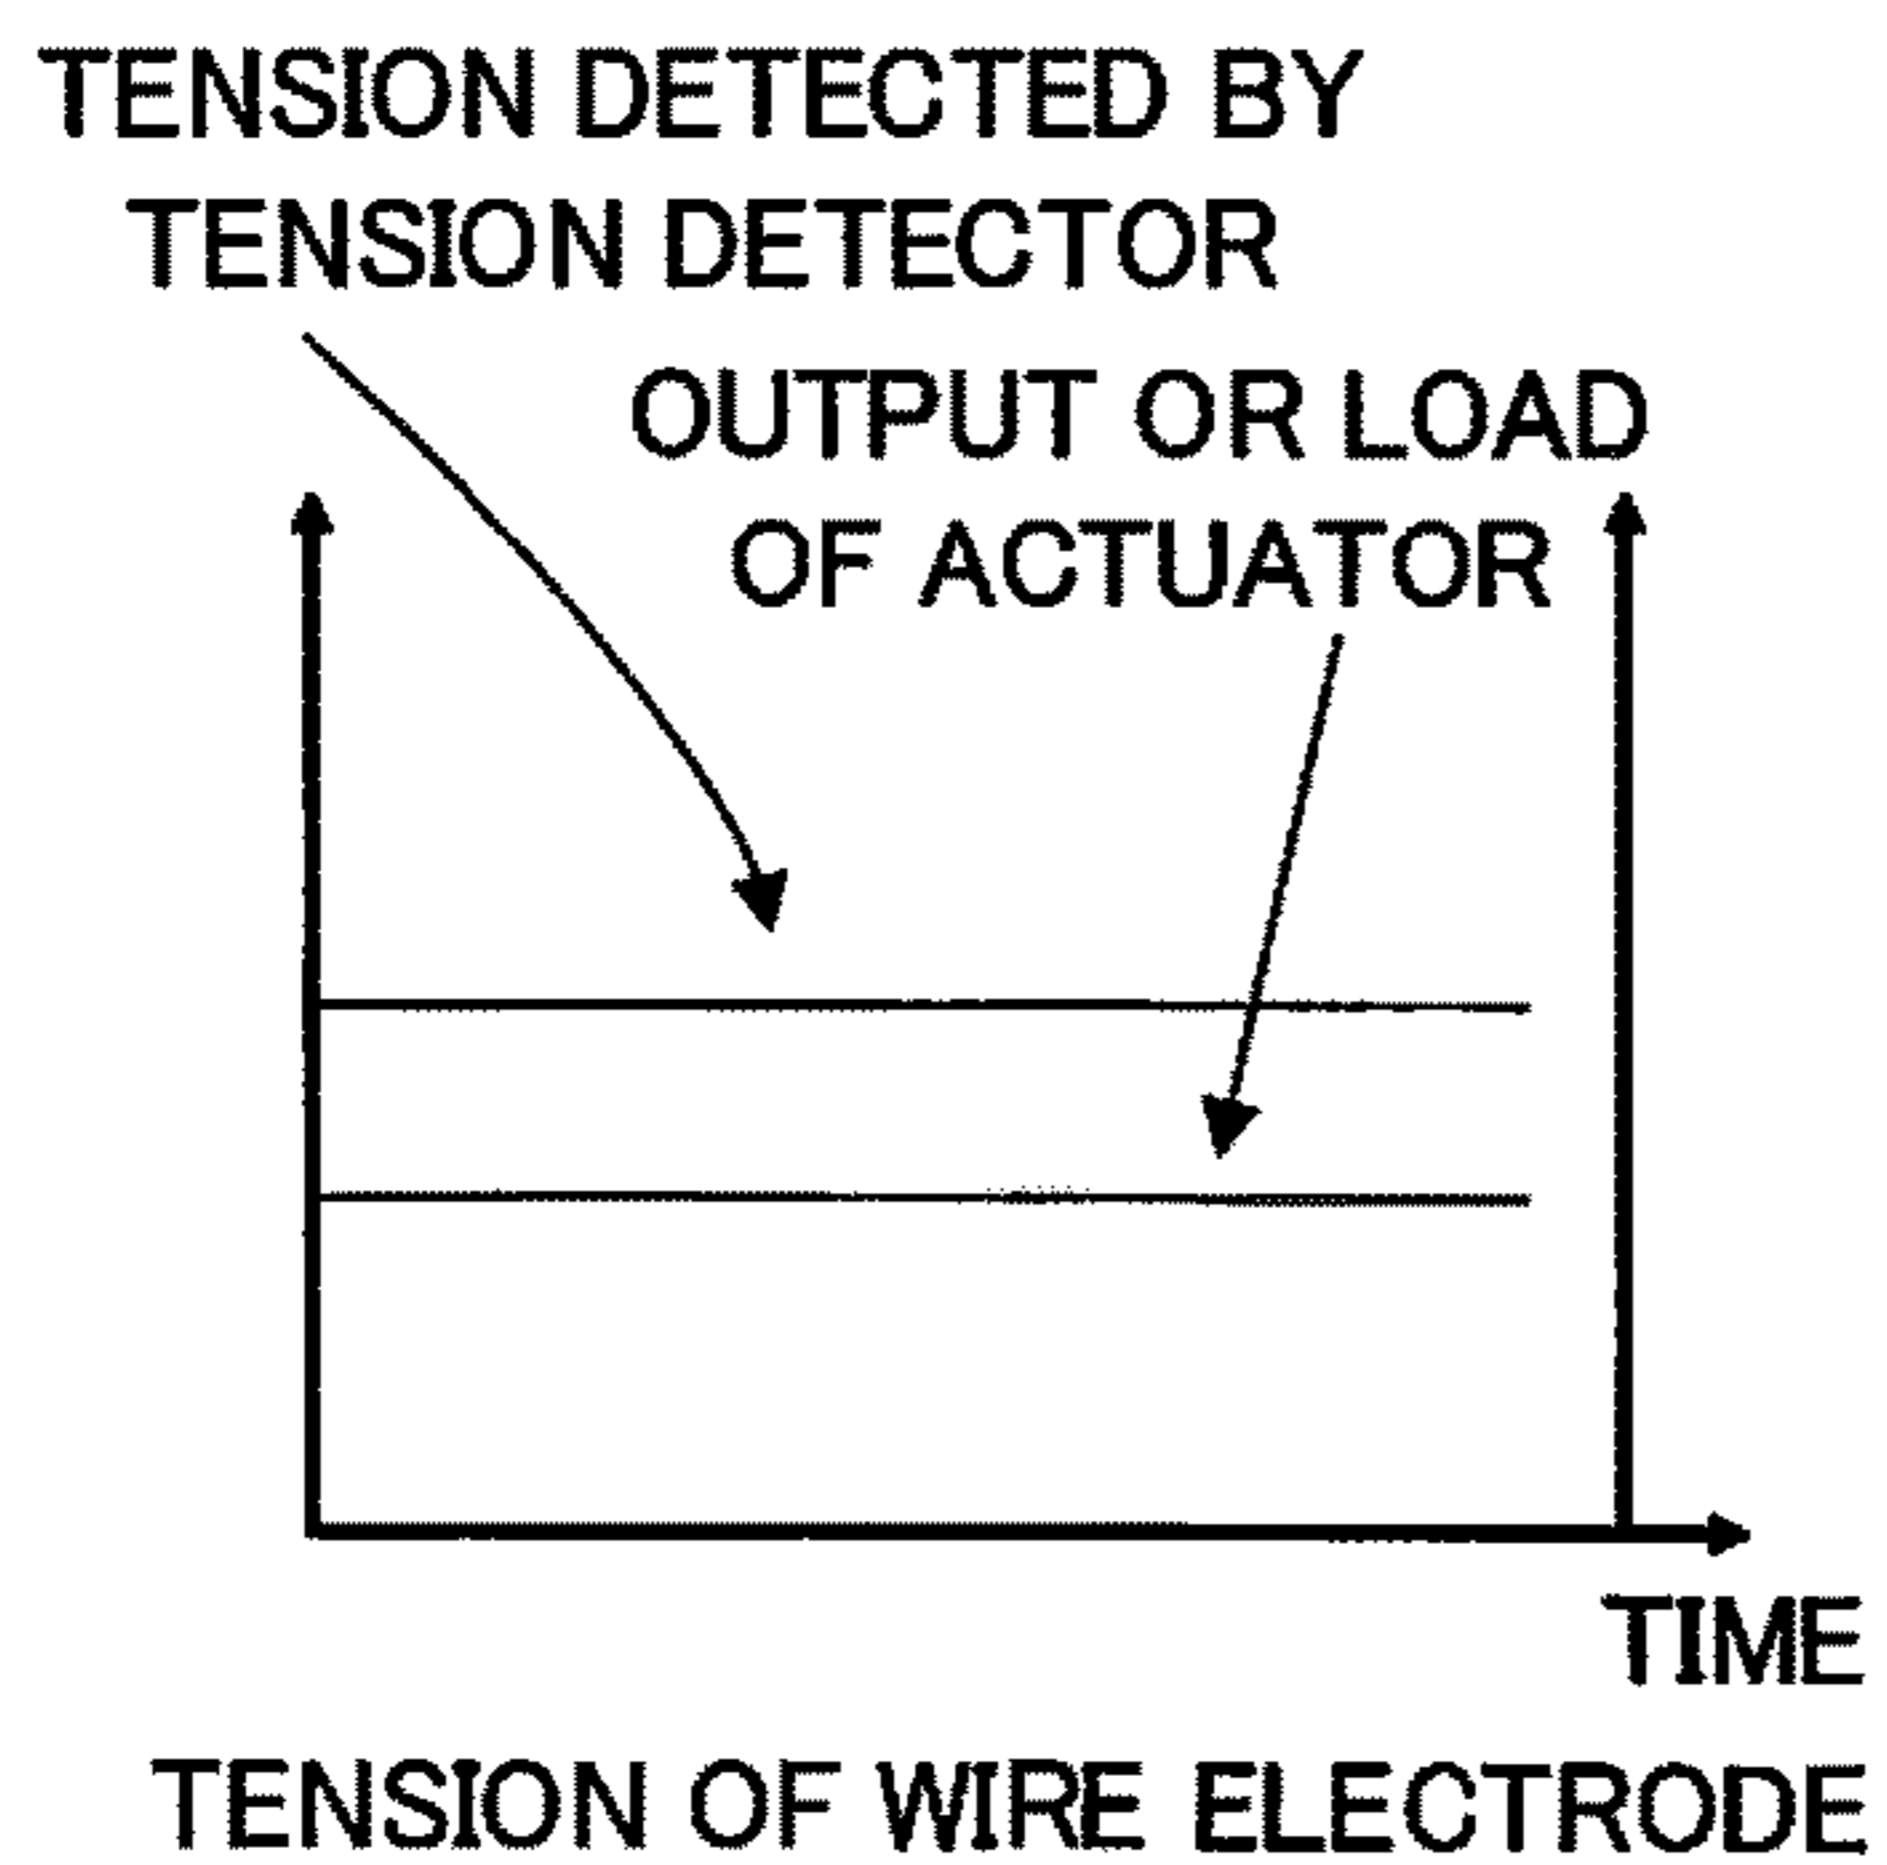 TENSION DETECTED BY
TENSION DETECTOR
OUTPUT OR LOAD
OF ACTUATOR
TIME
TENSION OF WIRE ELECTRODE